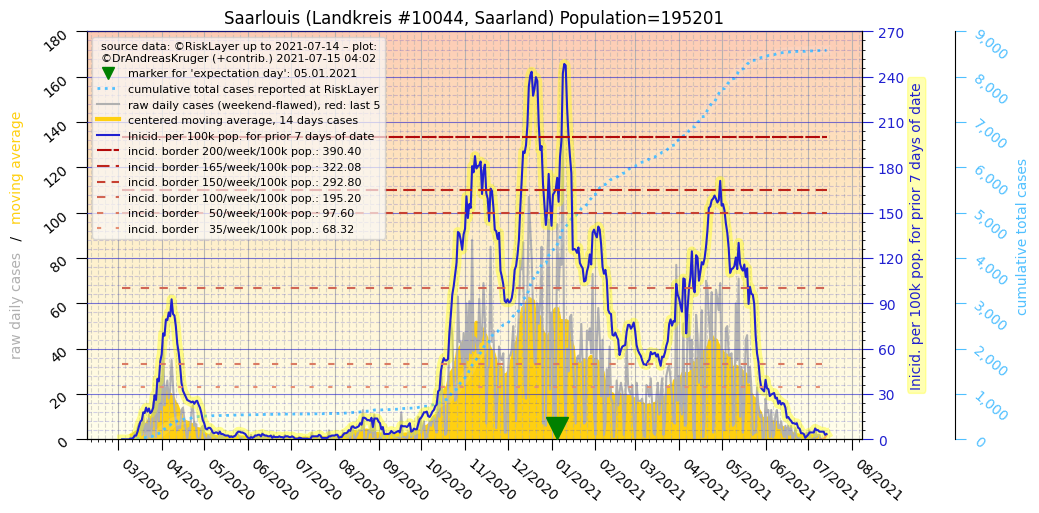 Saarlouis (Landkreis #10044, Saarland) Population=195201
source data: ©RiskLayer up to 2021-07-14 – plot:
©DrAndreasKruger (+contrib.) 2021-07-15 04:02
marker for 'expectation day': 05.01.2021
cumulative total cases reported at RiskLayer
raw daily cases (weekend-flawed), red: last 5
centered moving average, 14 days cases
Inicid. per 100k pop. for prior 7 days of date
incid. border 200/week/100k pop.: 390.40
incid. border 165/week/100k pop.: 322.08
incid. border 150/week/100k pop.: 292.80
incid. border 100/week/100k pop.: 195.20
incid. border   50/week/100k pop.: 97.60
incid. border   35/week/100k pop.: 68.32
raw daily cases / moving average
180
160
140
120
100
80
60
40
20
0
270
240
210
180
150
120
90
60
30
0
Inicid. per 100k pop. for prior 7 days of date
9,000
8,000
7,000
6,000
5,000
4,000
3,000
2,000
1,000
0
cumulative total cases
03/2020
04/2020
05/2020
06/2020
07/2020
08/2020
09/2020
10/2020
11/2020
12/2020
01/2021
02/2021
03/2021
04/2021
05/2021
06/2021
07/2021
08/2021